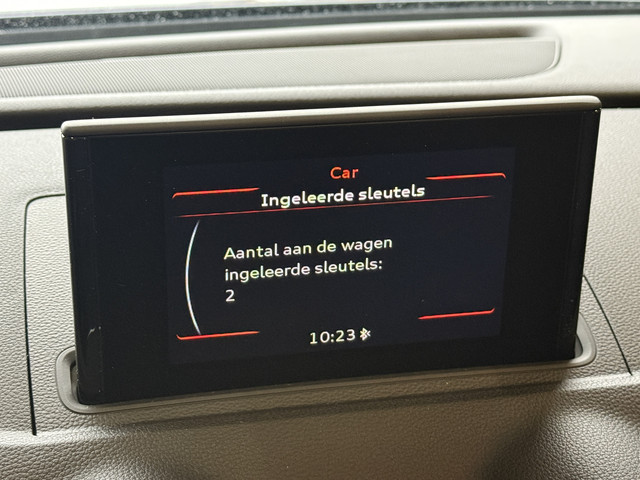 Car
Ingeleerde sleutels
Aantal aan de wagen
ingeleerde sleutels:
2
10:23